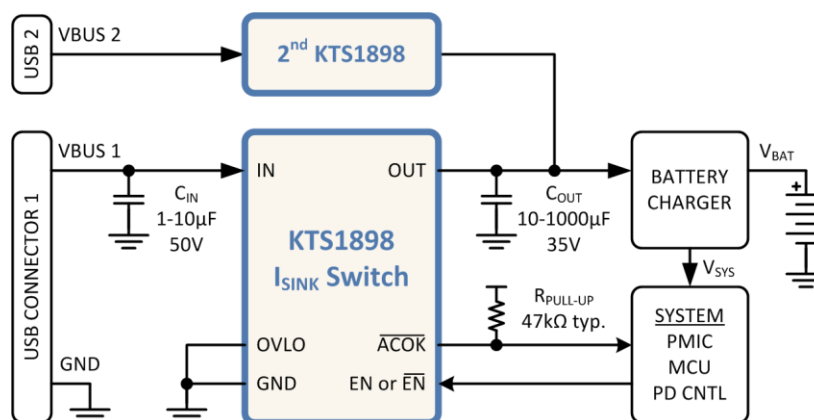 USB 2
VBUS 2
2nd KTS1898
USB CONNECTOR 1
VBUS 1
CIN
1-10µF
50V
GND
IN
OUT
KTS1898
ISINK Switch
OVLO
ACOK
GND
EN or EN
COUT
10-1000µF
35V
RPULL-UP
47kΩ typ.
BATTERY
CHARGER
VBAT
+
VSYS
SYSTEM
PMIC
MCU
PD CNTL